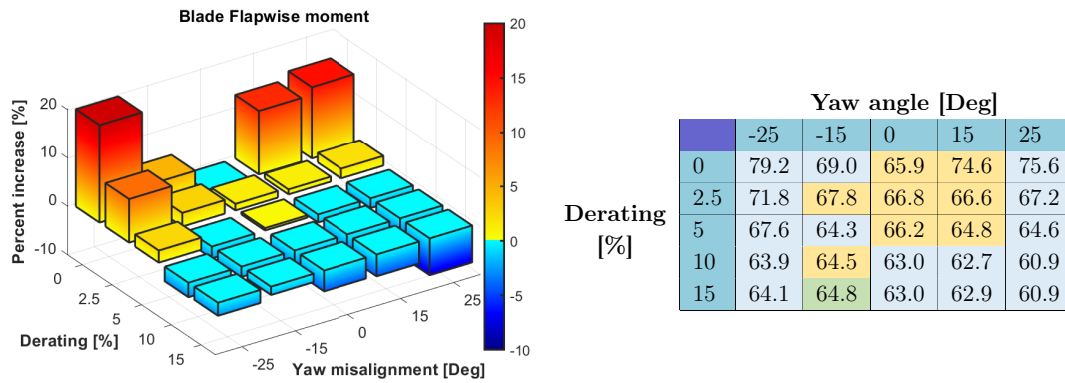 Blade Flapwise moment
Percent increase [%]
20
10
0
-10
0
2.5
5
10
15
Derating [%]
-25
-15
0
15
25
Yaw misalignment [Deg]
20
15
10
5
0
-5
-10
Yaw angle [Deg]
-25 -15 0 15 25
0 79.2 69.0 65.9 74.6 75.6
2.5 71.8 67.8 66.8 66.6 67.2
Derating
[%]
5 67.6 64.3 66.2 64.8 64.6
10 63.9 64.5 63.0 62.7 60.9
15 64.1 64.8 63.0 62.9 60.9